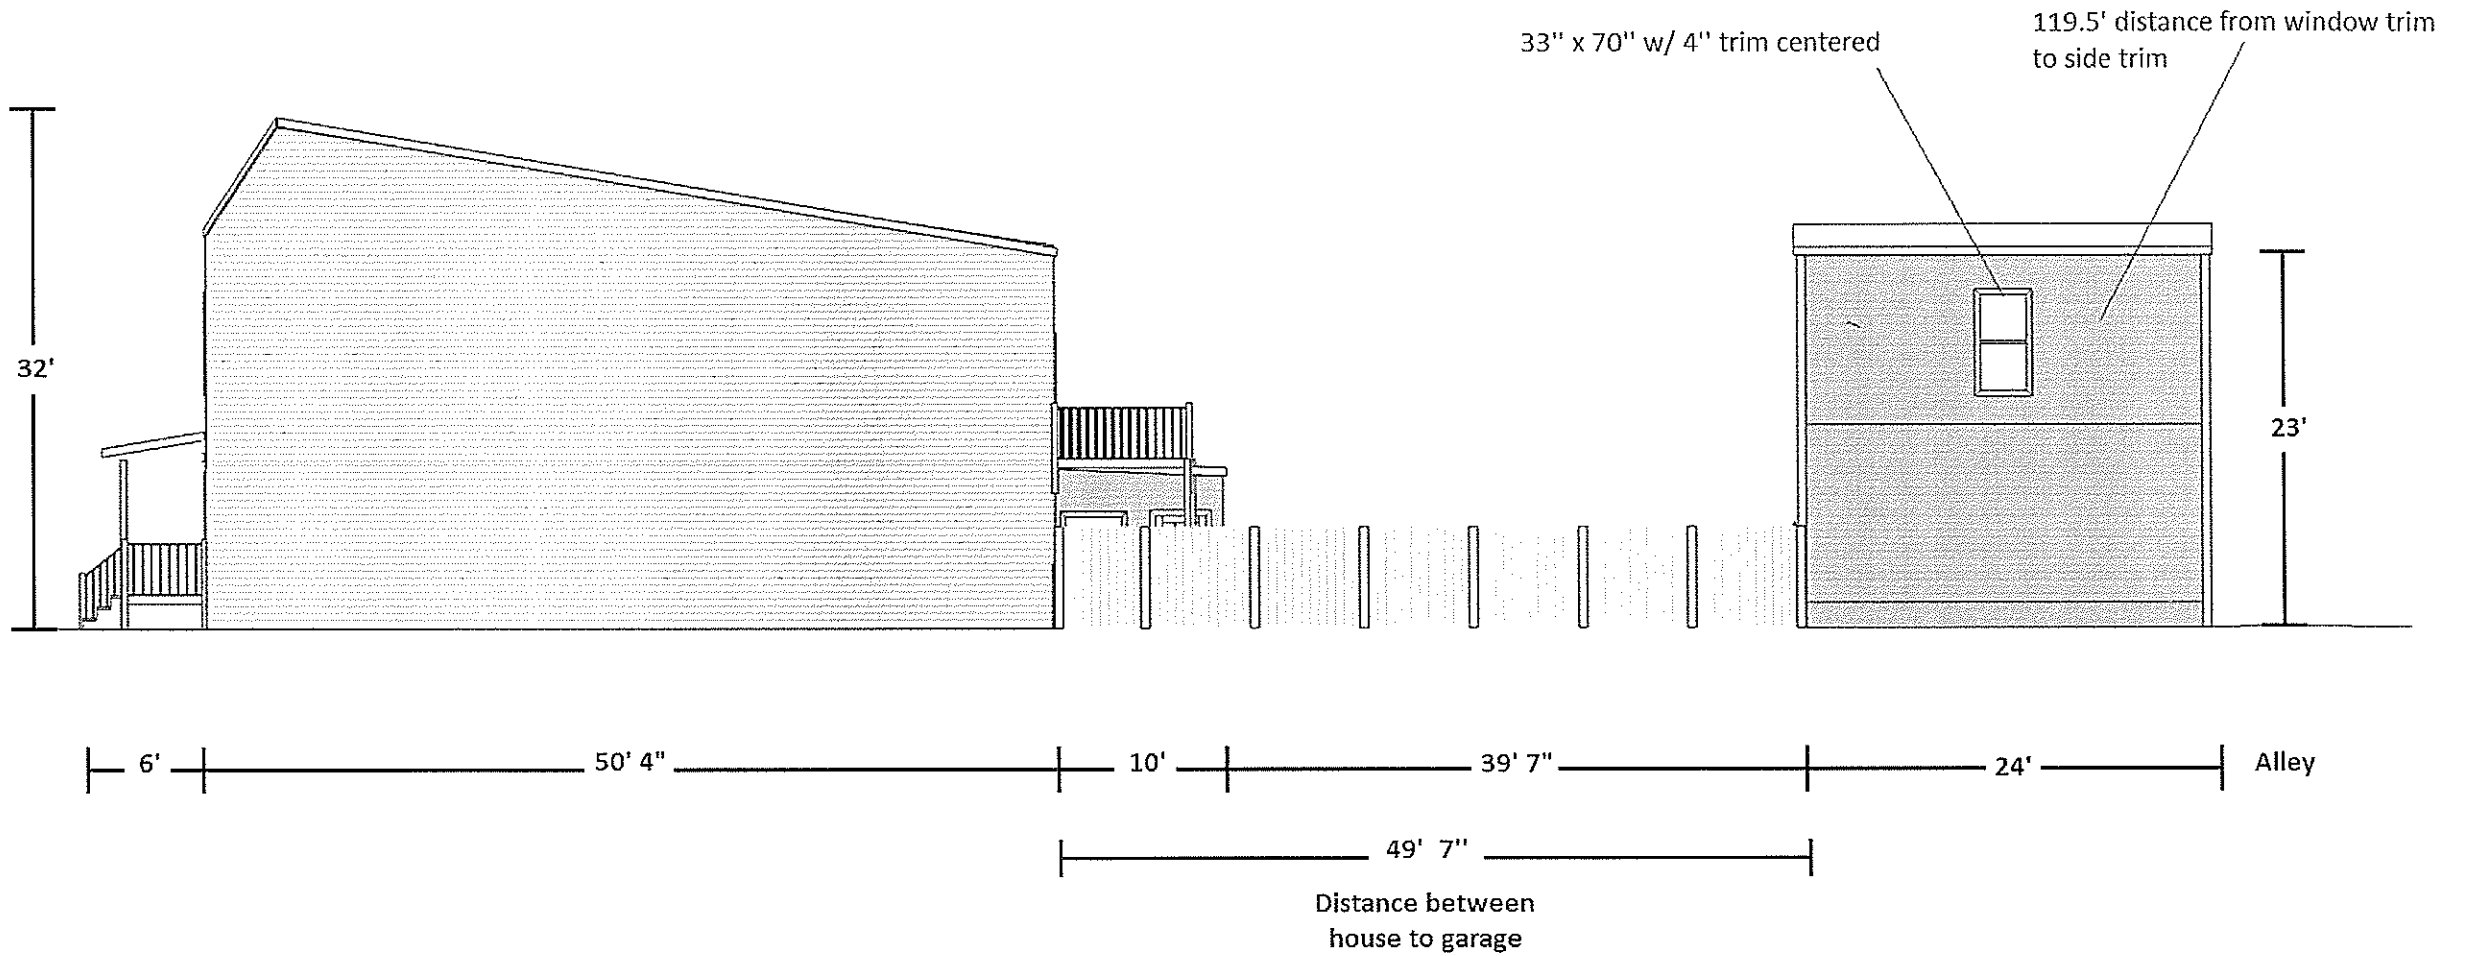 119.5' distance from window trim
to side trim
33'' x 70'' w/ 4'' trim centered
32'
23'
6'
50' 4"
10'
39' 7"
24'
Alley
49' 7''
Distance between
house to garage